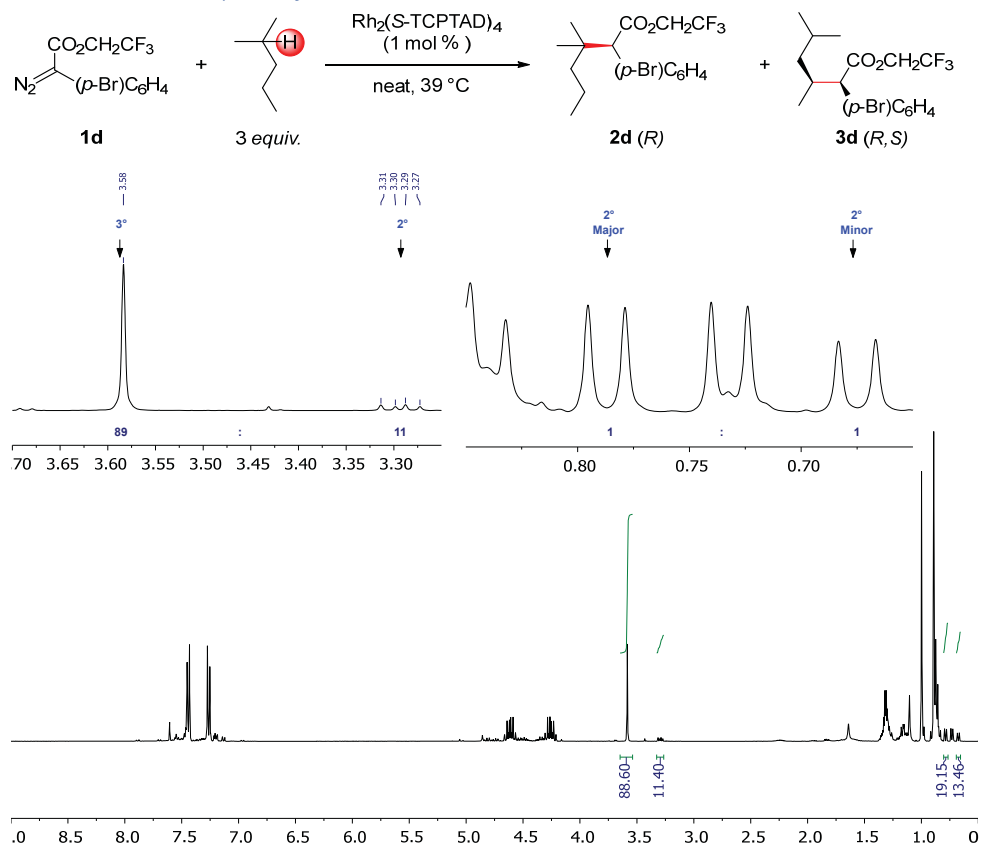 Rh₂(S-TCPTAD)₄
(1 mol % )
neat, 39 °C
CO₂CH₂CF₃
N₂
(p-Br)C₆H₄
+
H
CO₂CH₂CF₃
(p-Br)C₆H₄
+
CO₂CH₂CF₃
(p-Br)C₆H₄
1d
3 equiv.
2d (R)
3d (R,S)
3.58
3.31
3.30
3.29
3.27
3°
2°
2°
Major
2°
Minor
89 : 11
1 : 1
.70 3.65 3.60 3.55 3.50 3.45 3.40 3.35 3.30
0.80 0.75 0.70
88.60
11.40
19.15
13.46
.0 8.5 8.0 7.5 7.0 6.5 6.0 5.5 5.0 4.5 4.0 3.5 3.0 2.5 2.0 1.5 1.0 0.